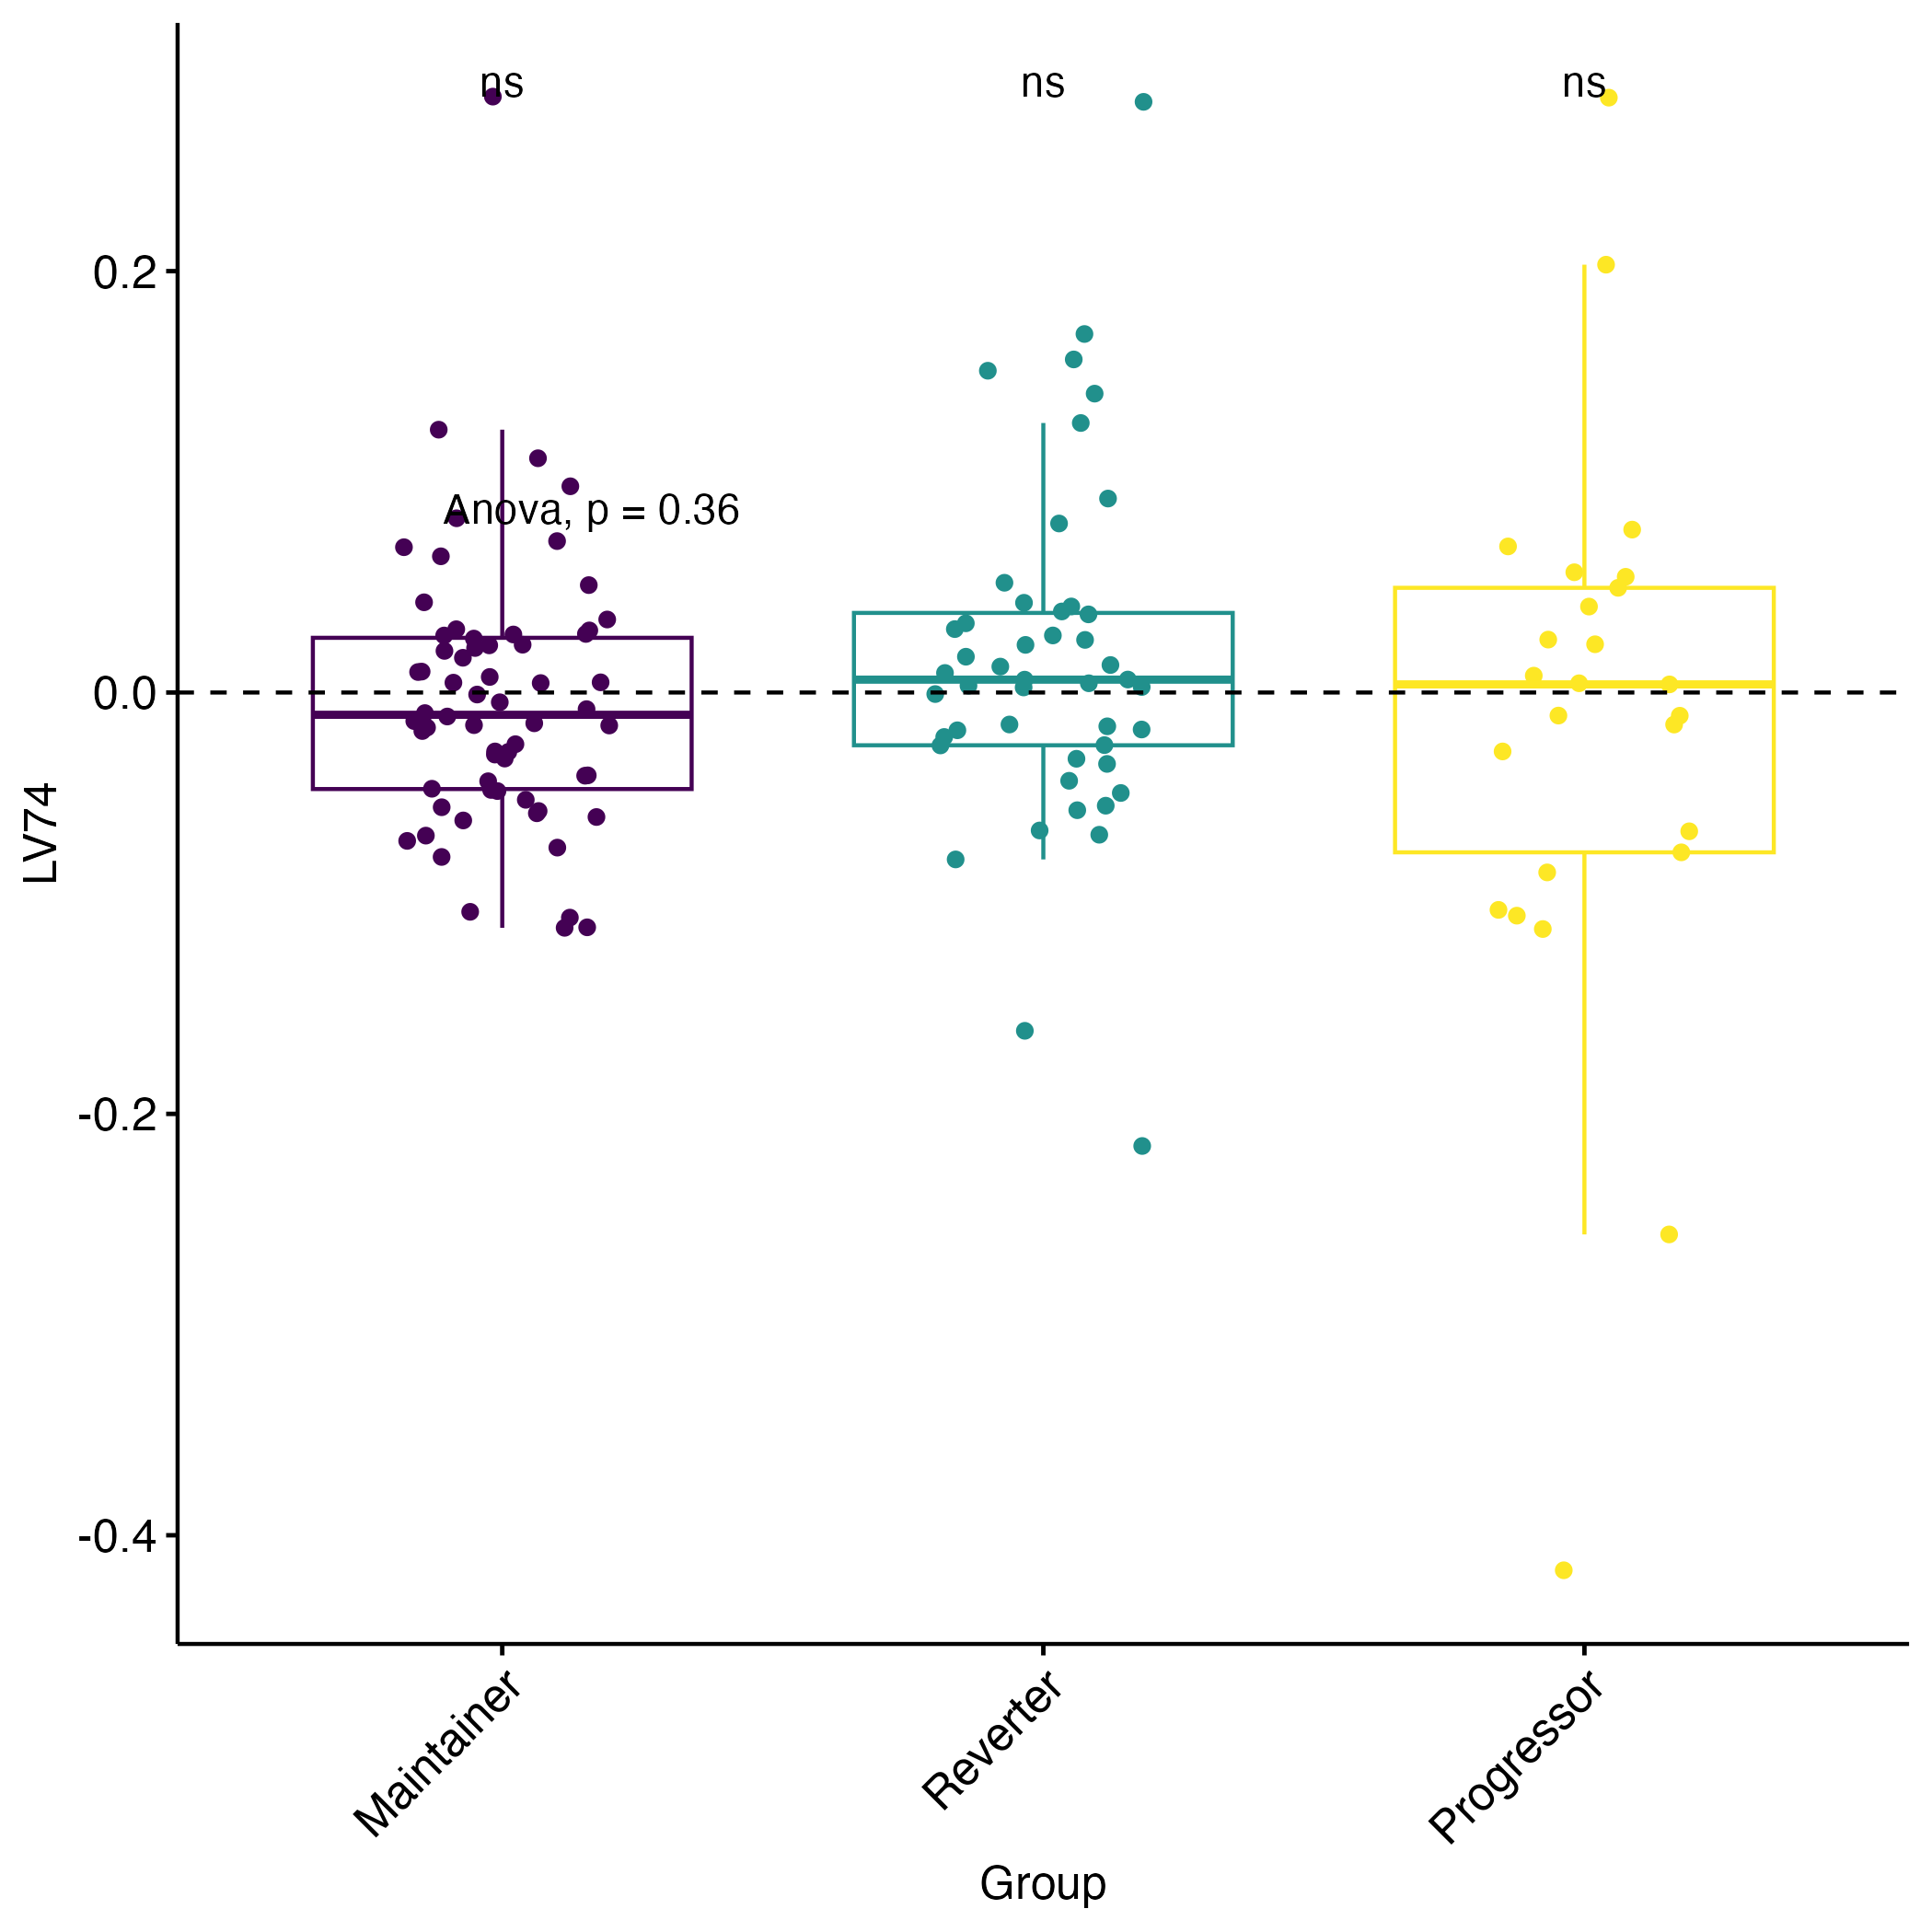 ns ns ns
0.2
Anova, p = 0.36
0.0
LV74
-0.2
-0.4
Maintainer Reverter Progressor
Group